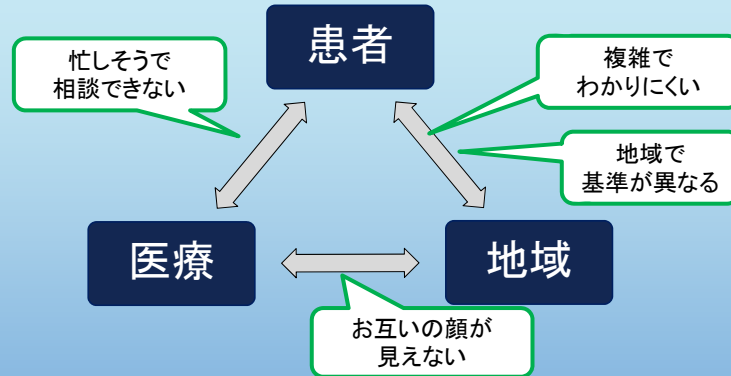 患者
忙しそうで
相談できない
複雑で
わかりにくい
地域で
基準が異なる
医療
地域
お互いの顔が
見えない